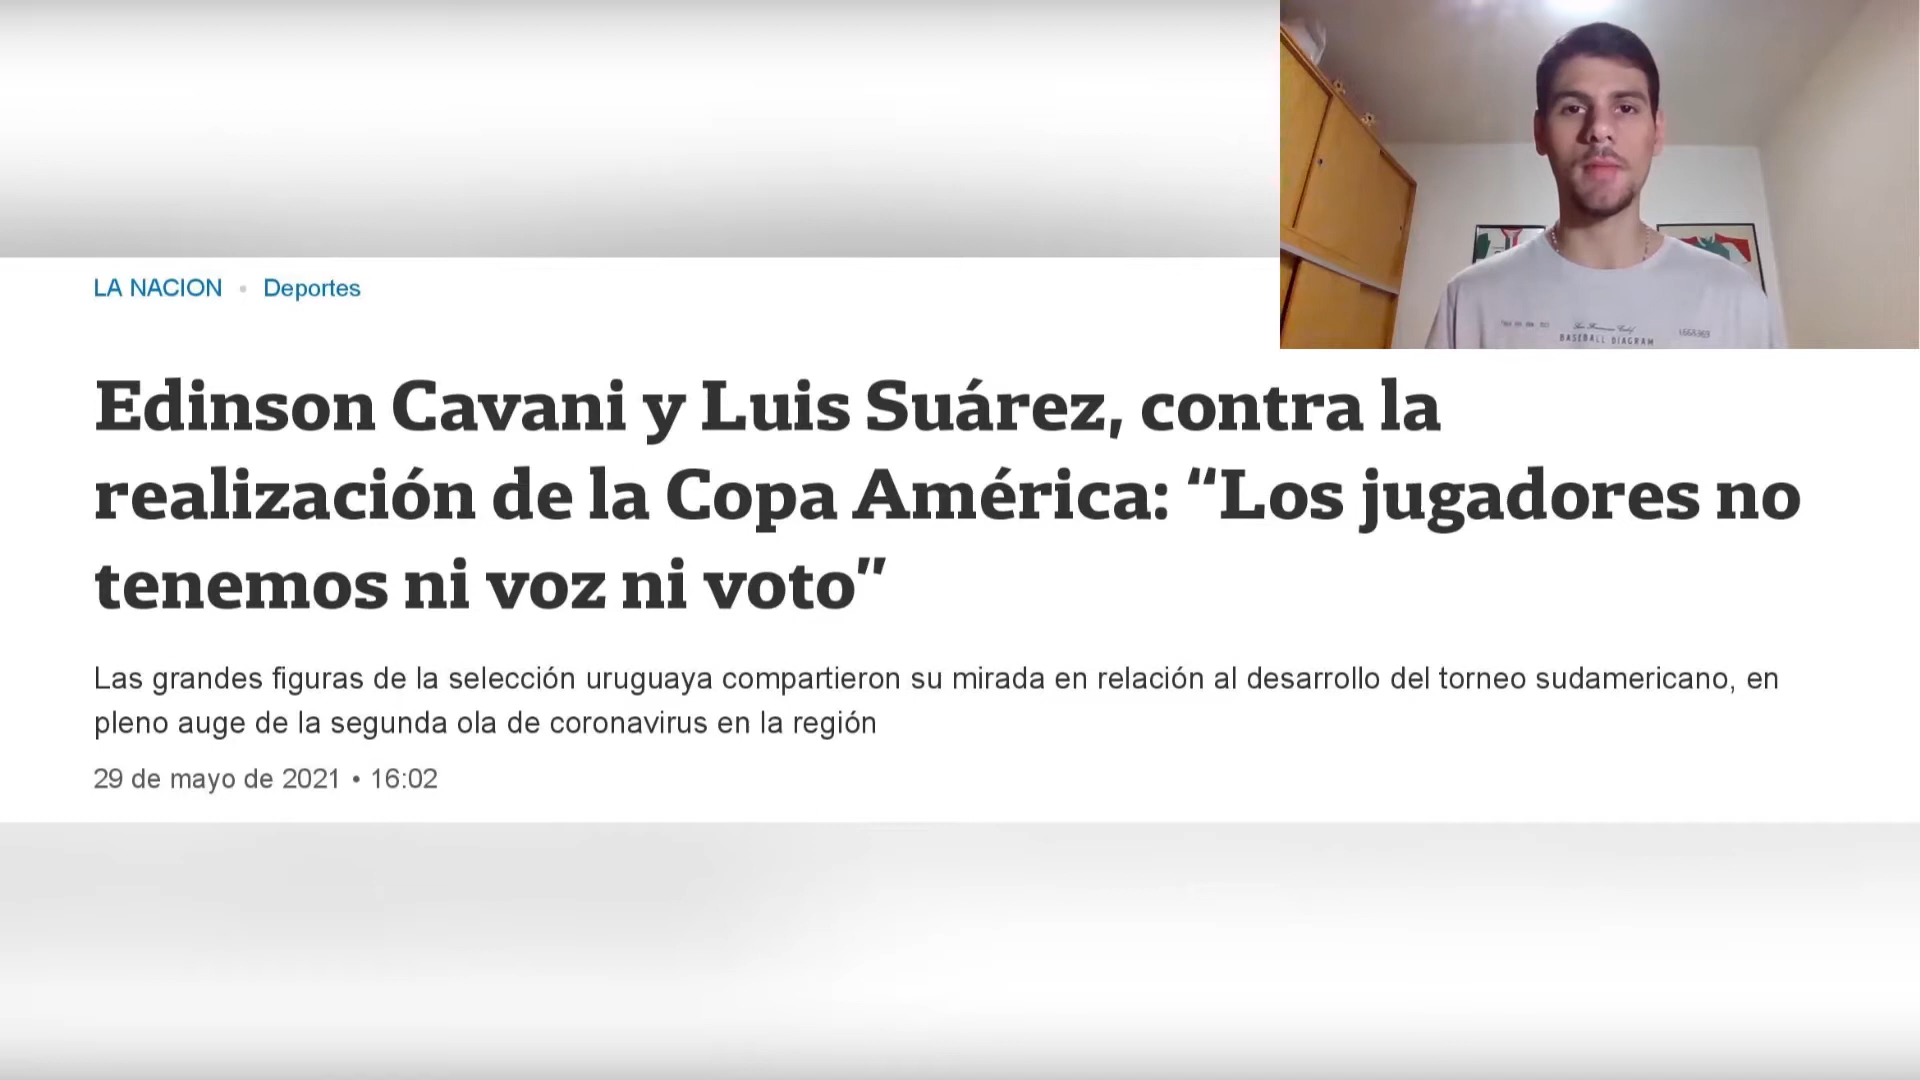 LA NACION • Deportes
Edinson Cavani y Luis Suárez, contra la
realización de la Copa América: “Los jugadores no
tenemos ni voz ni voto”
Las grandes figuras de la selección uruguaya compartieron su mirada en relación al desarrollo del torneo sudamericano, en
pleno auge de la segunda ola de coronavirus en la región
29 de mayo de 2021 • 16:02
BASEBALL DIAGRAM